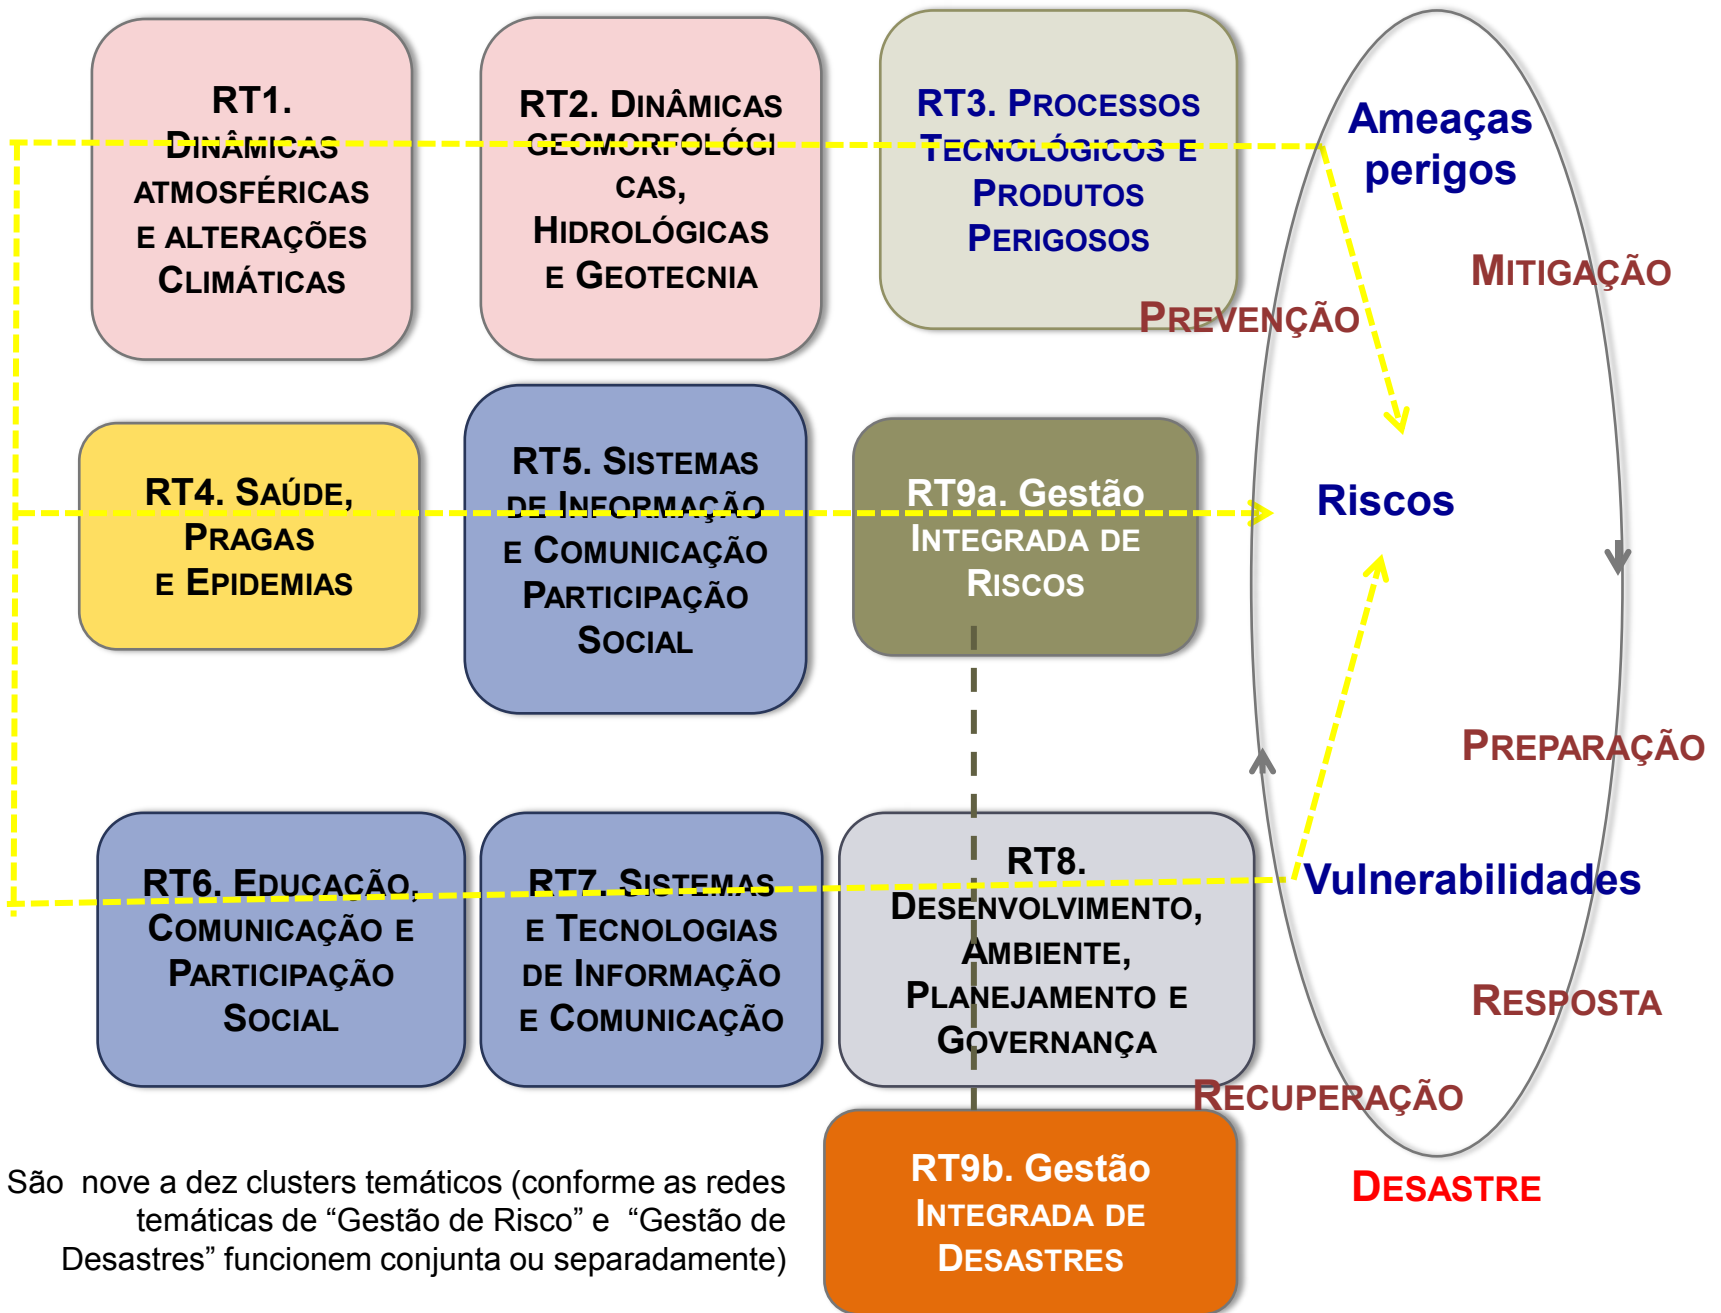 RT1.
DINÂMICAS
ATMOSFÉRICAS
E ALTERAÇÕES
CLIMÁTICAS
RT2. DINÂMICAS
GEOMORFOLÓGI
CAS,
HIDROLÓGICAS
E GEOTECNIA
RT3. PROCESSOS
TECNOLÓGICOS E
PRODUTOS
PERIGOSOS
Ameaças
perigos
MITIGAÇÃO
PREVENÇÃO
RT4. SAÚDE,
PRAGAS
E EPIDEMIAS
RT5. SISTEMAS
DE INFORMAÇÃO
E COMUNICAÇÃO
PARTICIPAÇÃO
SOCIAL
RT9a. Gestão
INTEGRADA DE
RISCOS
Riscos
PREPARAÇÃO
RT6. EDUCAÇÃO,
COMUNICAÇÃO E
PARTICIPAÇÃO
SOCIAL
RT7. SISTEMAS
E TECNOLOGIAS
DE INFORMAÇÃO
E COMUNICAÇÃO
RT8.
DESENVOLVIMENTO,
AMBIENTE,
PLANEJAMENTO E
GOVERNANÇA
Vulnerabilidades
RESPOSTA
RECUPERAÇÃO
São  nove a dez clusters temáticos (conforme as redes
temáticas de “Gestão de Risco” e  “Gestão de
Desastres” funcionem conjunta ou separadamente)
RT9b. Gestão
INTEGRADA DE
DESASTRES
DESASTRE